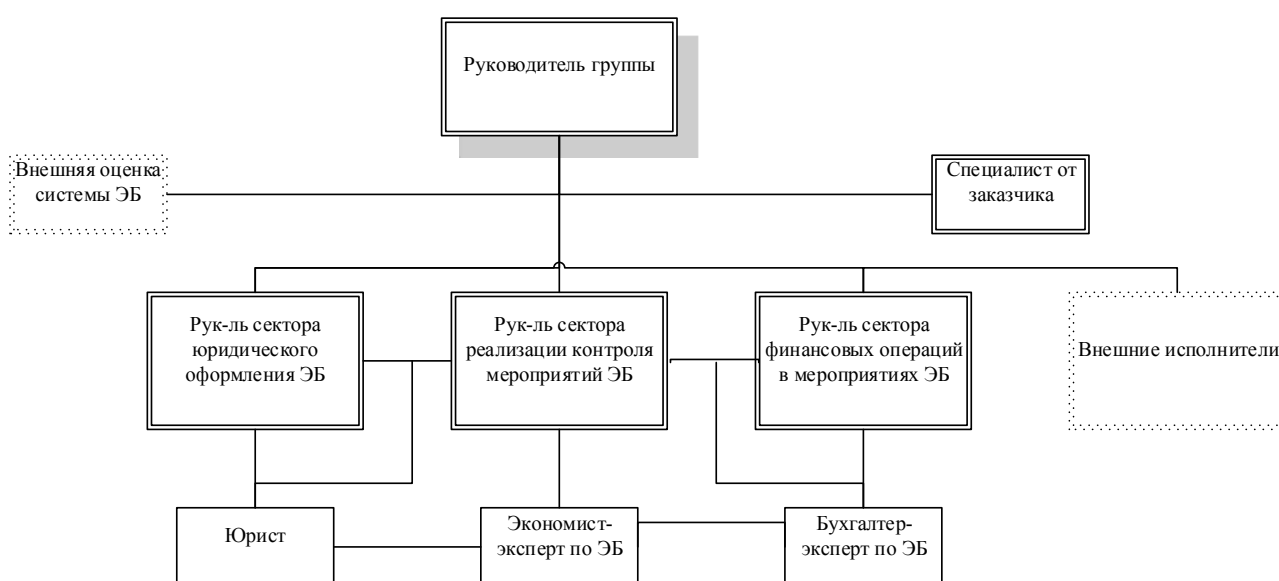 Руководитель группы
Внешняя оценка
системы ЭБ
Специалист от
заказчика
Рук-ль сектора
юридического
оформления ЭБ
Рук-ль сектора
реализации контроля
мероприятий ЭБ
Рук-ль сектора
финансовых операций
в мероприятиях ЭБ
Внешние исполнители
Юрист
Экономист-
эксперт по ЭБ
Бухгалтер-
эксперт по ЭБ